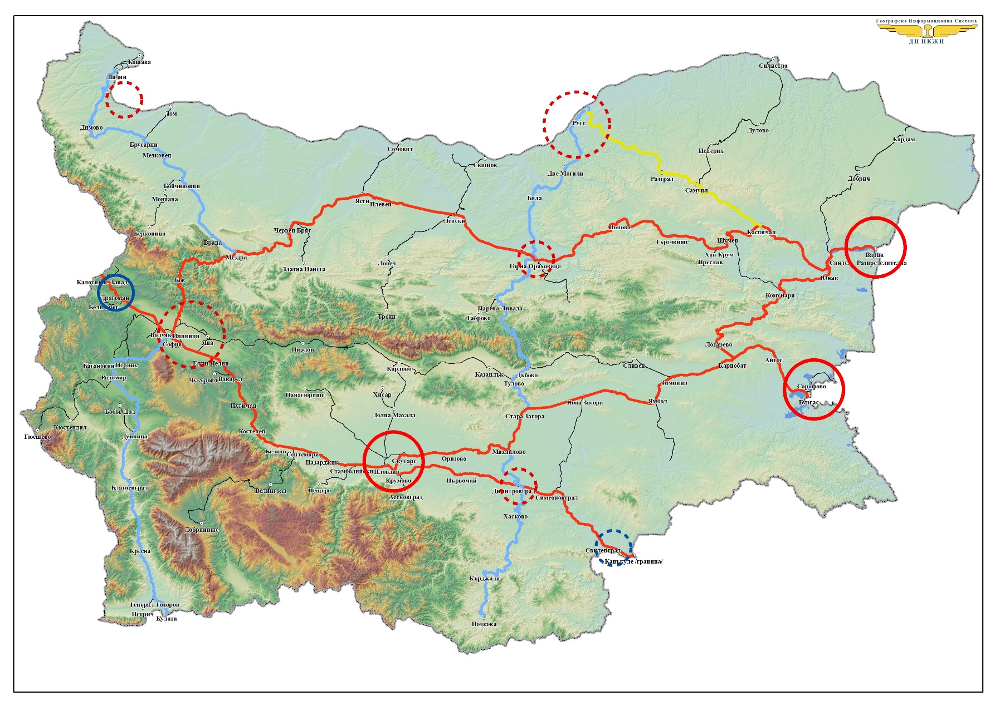 Географска Информационна Система
ДП НКЖИ
Кошава
Силистра
Видин
Лом
Русе
Димово
Дулово
Кардам
Брусарци
Сомовит
Исперих
Медковец
Свищов
Две Могили
Разград
Добрич
Бойчиновци
Самуил
Монтана
Бяла
Ясен
Плевен
Левски
Попово
Червен Бряг
Каспичан
Берковица
Враца
Търговище
Шумен
Мездра
Хан Крум
Варна
Преслав
Разпределителна
Ловеч
Златна Панега
Горна Оряховица
Юнак
Калотина - Запад
Бов
Комунари
Драгоман
Бели Брег
Царева Ливада
Троян
Габрово
Волуяк
Илиянци
София
Яна
Лозарево
Пирдоп
Айтос
Батановци
Перник
Елин Пелин
Карлово
Сливен
Карнобат
Радомир
Чукурово
Вакарел
Казанлък
Дъбово
Тулово
Зимница
Сарафово
Панагюрище
Хисар
Ихтиман
Нова Загора
Ямбол
Бургас
Бобов Дол
Долна Махала
Стара Загора
Кюстендил
Гюешево
Дупница
Костенец
Белово
Септември
Пазарджик
Скутаре
Оризово
Михайлово
Стамболийски
Пловдив
Крумово
Първомай
Благоевград
Велинград
Пещера
Асеновград
Димитровград
Симеоновград
Хасково
Добринище
Кресна
Свиленград
Капъкуле /граница/
Кърджали
Генерал Тодоров
Петрич
Кулата
Подкова